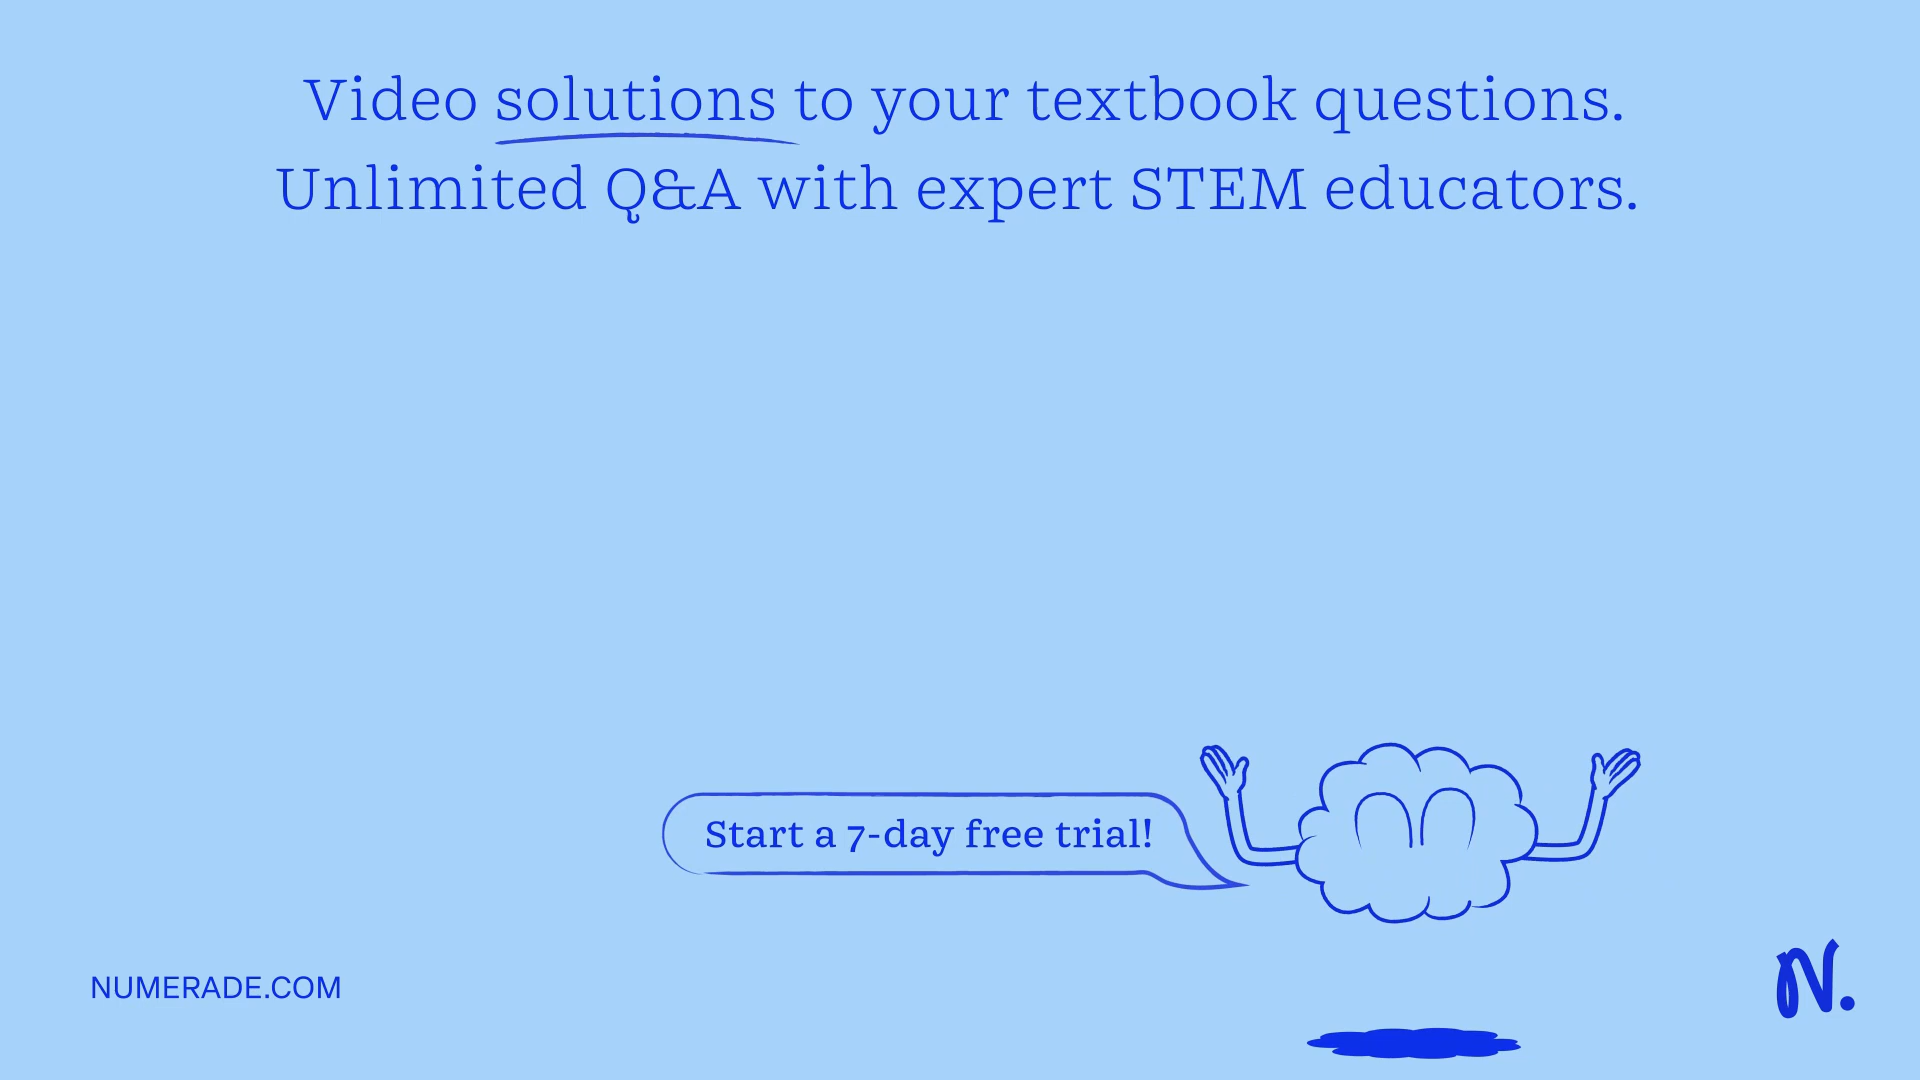 Video solutions to your textbook questions.
Unlimited Q&A with expert STEM educators.
Start a 7-day free trial!
NUMERADE.COM
N.